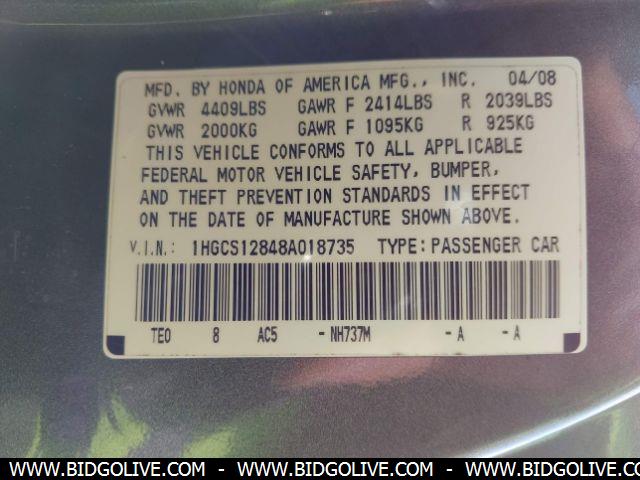 MFD. BY HONDA OF AMERICA MFG., INC. 04/08
GVWR 4409LBS GAWR F 2414LBS R 2039LBS
GVWR 2000KG GAWR F 1095KG R 925KG
THIS VEHICLE CONFORMS TO ALL APPLICABLE
FEDERAL MOTOR VEHICLE SAFETY, BUMPER,
AND THEFT PREVENTION STANDARDS IN EFFECT
ON THE DATE OF MANUFACTURE SHOWN ABOVE.
V.I.N.: 1HGCS12848A018735 TYPE: PASSENGER CAR
TE0 8 AC5 -NH737M -A -A
WWW.BIDGOLIVE.COM - WWW.BIDGOLIVE.COM - WWW.BIDGOLIVE.COM